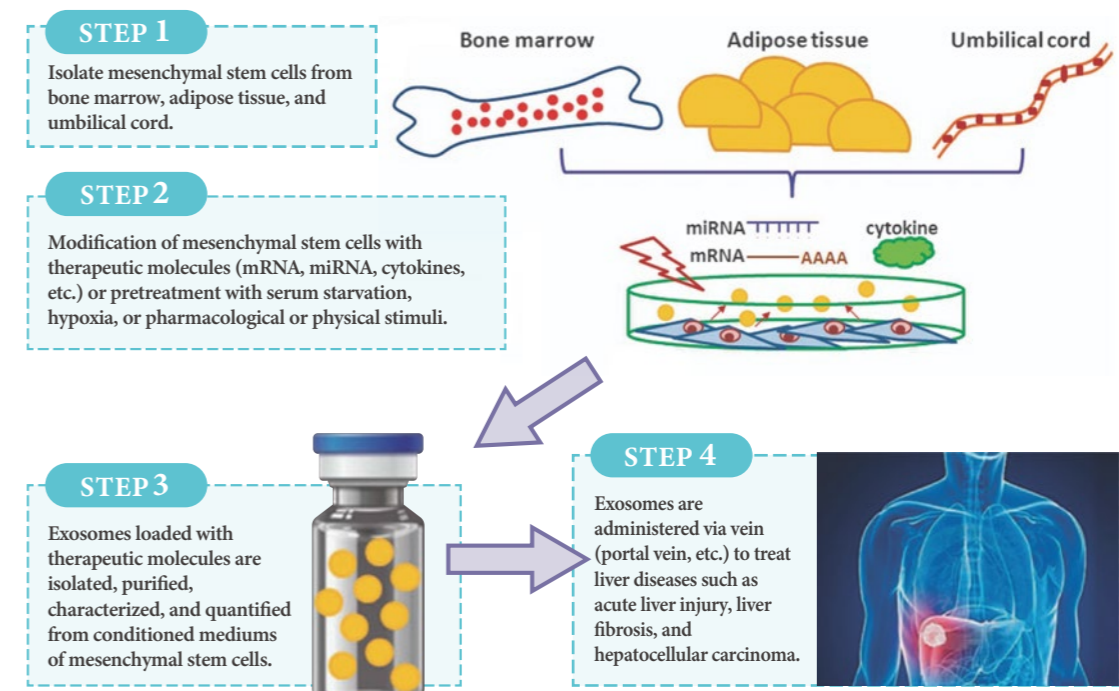 STEP 1
Isolate mesenchymal stem cells from
bone marrow, adipose tissue, and
umbilical cord.
Bone marrow
Adipose tissue
Umbilical cord
STEP 2
Modification of mesenchymal stem cells with
therapeutic molecules (mRNA, miRNA, cytokines,
etc.) or pretreatment with serum starvation,
hypoxia, or pharmacological or physical stimuli.
miRNA
mRNA AAAA
cytokine
STEP 3
Exosomes loaded with
therapeutic molecules are
isolated, purified,
characterized, and quantified
from conditioned mediums
of mesenchymal stem cells.
STEP 4
Exosomes are
administered via vein
(portal vein, etc.) to treat
liver diseases such as
acute liver injury, liver
fibrosis, and
hepatocellular carcinoma.